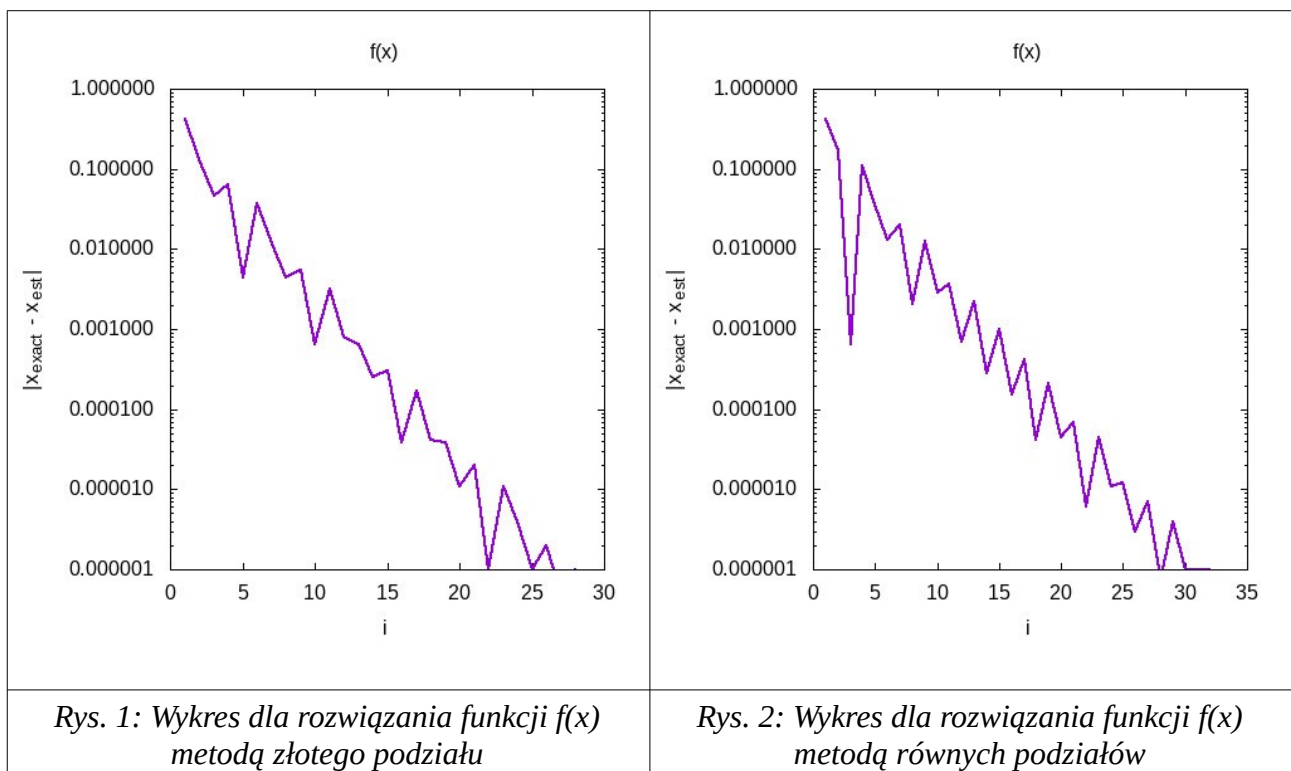 f(x)
1.000000
0.100000
0.010000
0.001000
0.000100
0.000010
0.000001
|x_exact - x_est|
0 5 10 15 20 25 30
i
Rys. 1: Wykres dla rozwiązania funkcji f(x)
metodą złotego podziału
f(x)
1.000000
0.100000
0.010000
0.001000
0.000100
0.000010
0.000001
|x_exact - x_est|
0 5 10 15 20 25 30 35
i
Rys. 2: Wykres dla rozwiązania funkcji f(x)
metodą równych podziałów